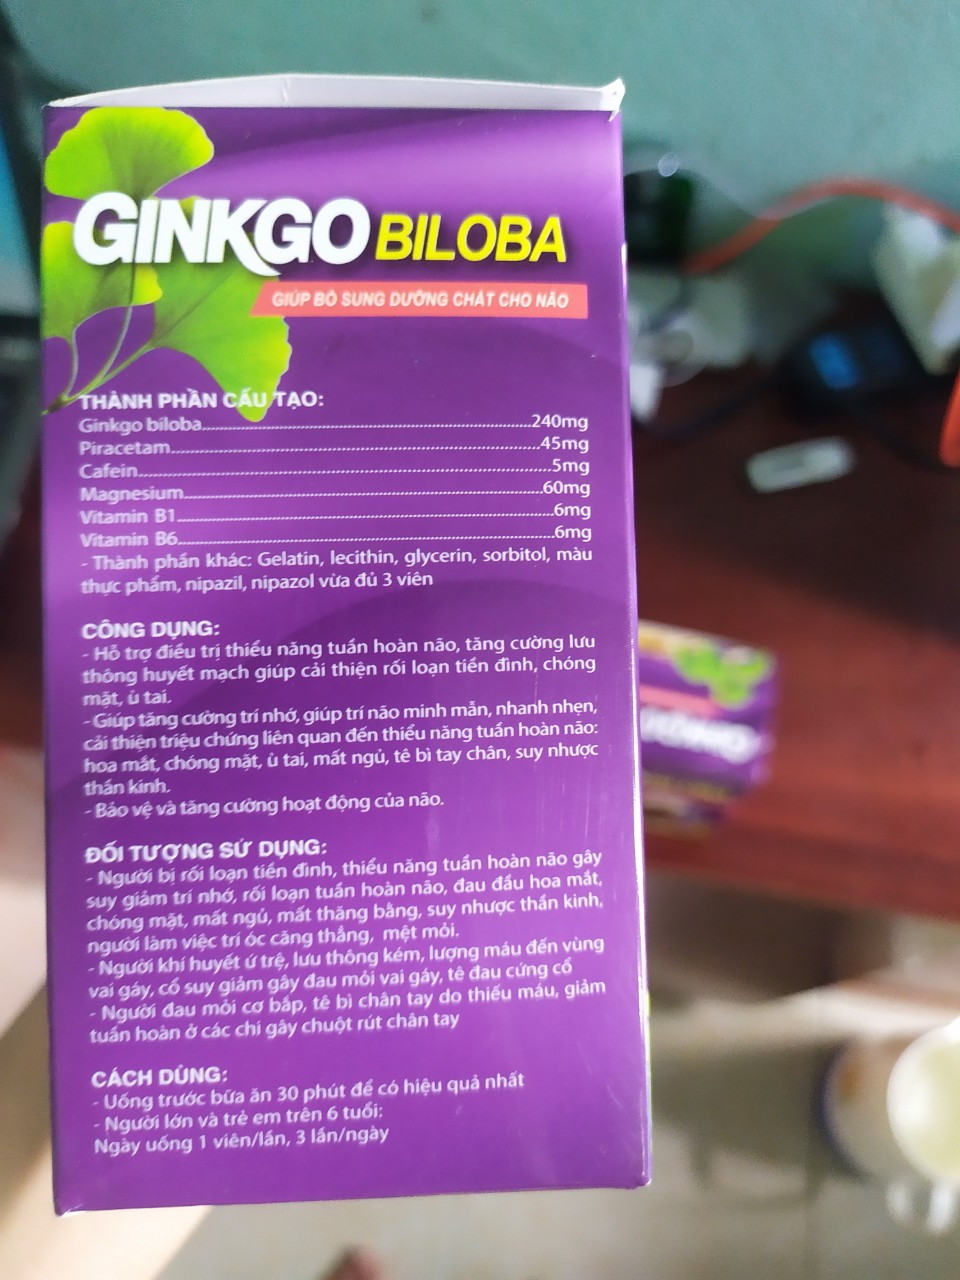 GINKGO BILOBA
GIÚP BỔ SUNG DƯỠNG CHẤT CHO NÃO
THÀNH PHẦN CẤU TẠO:
Ginkgo biloba....................240mg
Piracetam....................45mg
Cafein....................5mg
Magnesium....................60mg
Vitamin B1....................6mg
Vitamin B6....................6mg
- Thành phần khác: Gelatin, lecithin, glycerin, sorbitol, màu
thực phẩm, nipazil, nipazol vừa đủ 3 viên
CÔNG DỤNG:
- Hỗ trợ điều trị thiểu năng tuần hoàn não, tăng cường lưu
thông huyết mạch giúp cải thiện rối loạn tiền đình, chóng
mặt, ù tai.
- Giúp tăng cường trí nhớ, giúp trí não minh mẫn, nhanh nhẹn,
cải thiện triệu chứng liên quan đến thiểu năng tuần hoàn não:
hoa mắt, chóng mặt, ù tai, mất ngủ, tê bì tay chân, suy nhược
thần kinh.
- Bảo vệ và tăng cường hoạt động của não.
ĐỐI TƯỢNG SỬ DỤNG:
- Người bị rối loạn tiền đình, thiểu năng tuần hoàn não gây
suy giảm trí nhớ, rối loạn tuần hoàn não, đau đầu hoa mắt,
chóng mặt, mất ngủ, mất thăng bằng, suy nhược thần kinh,
người làm việc trí óc căng thẳng, mệt mỏi.
- Người khí huyết ứ trệ, lưu thông kém, lượng máu đến vùng
vai gáy, cổ suy giảm gây đau mỏi vai gáy, tê đau cứng cổ
- Người đau mỏi cơ bắp, tê bì chân tay do thiếu máu, giảm
tuần hoàn ở các chi gây chuột rút chân tay
CÁCH DÙNG:
- Uống trước bữa ăn 30 phút để có hiệu quả nhất
- Người lớn và trẻ em trên 6 tuổi:
Ngày uống 1 viên/lần, 3 lần/ngày